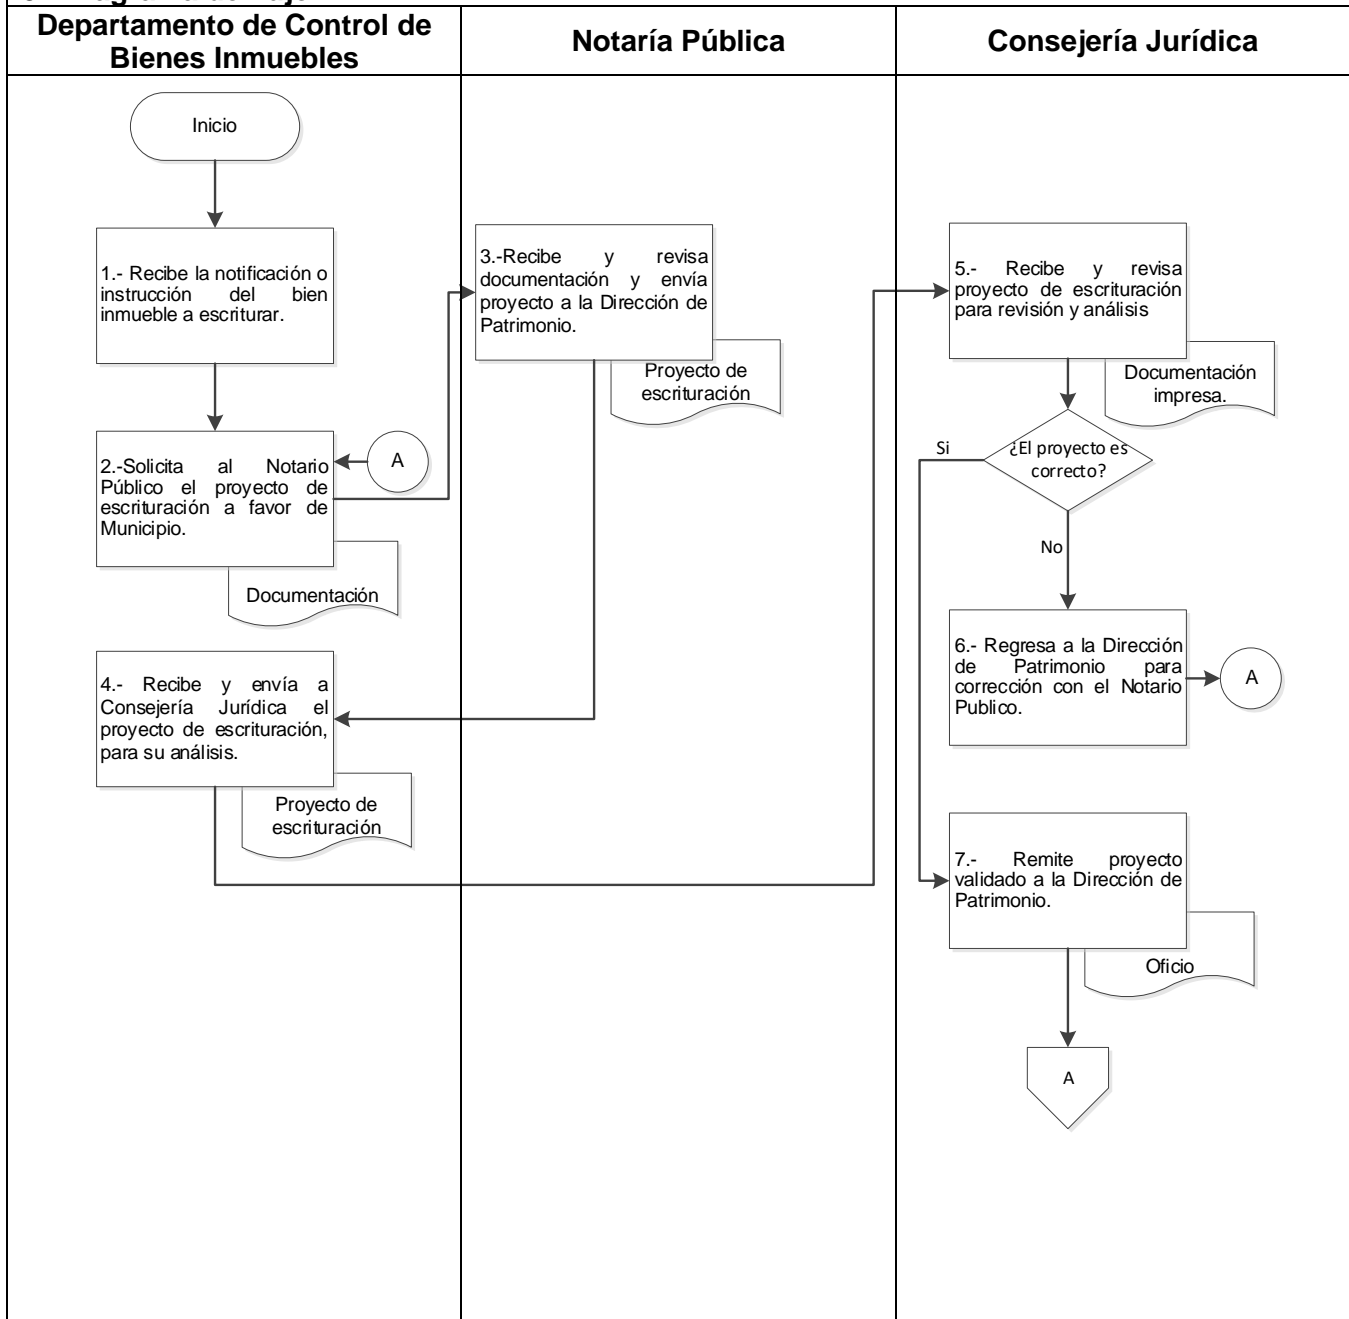 Departamento de Control de
Bienes Inmuebles
Notaría Pública
Consejería Jurídica
Inicio
1.- Recibe la notificación o
instrucción del bien
inmueble a escriturar.
2.-Solicita al Notario
Público el proyecto de
escrituración a favor de
Municipio.
A
Documentación
3.-Recibe y revisa
documentación y envía
proyecto a la Dirección de
Patrimonio.
Proyecto de
escrituración
4.- Recibe y envía a
Consejería Jurídica el
proyecto de escrituración,
para su análisis.
Proyecto de
escrituración
5.- Recibe y revisa
proyecto de escrituración
para revisión y análisis
Documentación
impresa.
¿El proyecto es
correcto?
Si
No
6.- Regresa a la Dirección
de Patrimonio para
corrección con el Notario
Publico.
A
7.- Remite proyecto
validado a la Dirección de
Patrimonio.
Oficio
A